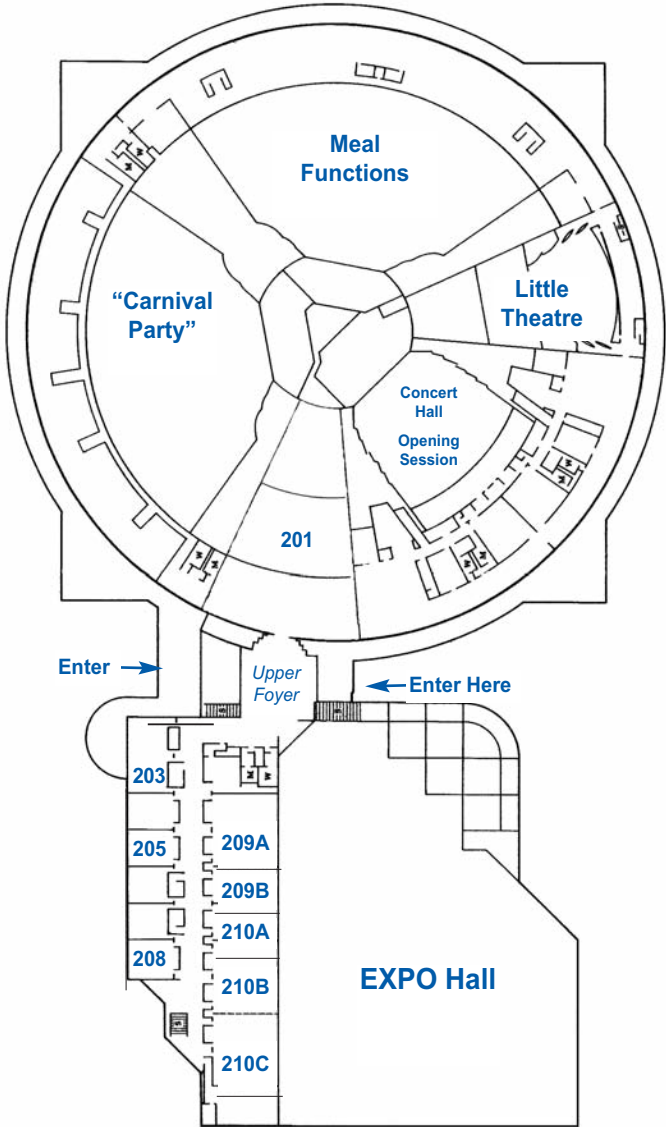 Meal
Functions
M
W
"Carnival
Party"
S
Little
Theatre
Concert
Hall
Opening
Session
W
M
201
W
M
W
M
Enter
Upper
Foyer
Enter Here
S
S
203
M
W
205
209A
209B
210A
208
210B
EXPO Hall
S
210C